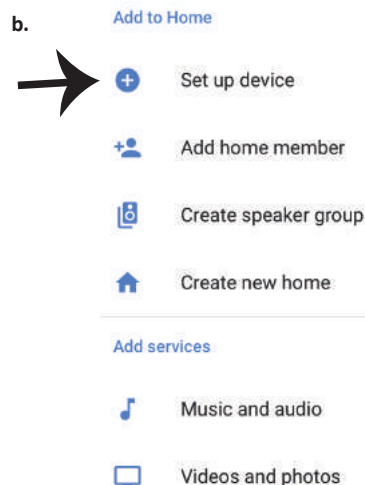 b.
Add to Home
Set up device
Add home member
Create speaker group
Create new home
Add services
Music and audio
Videos and photos